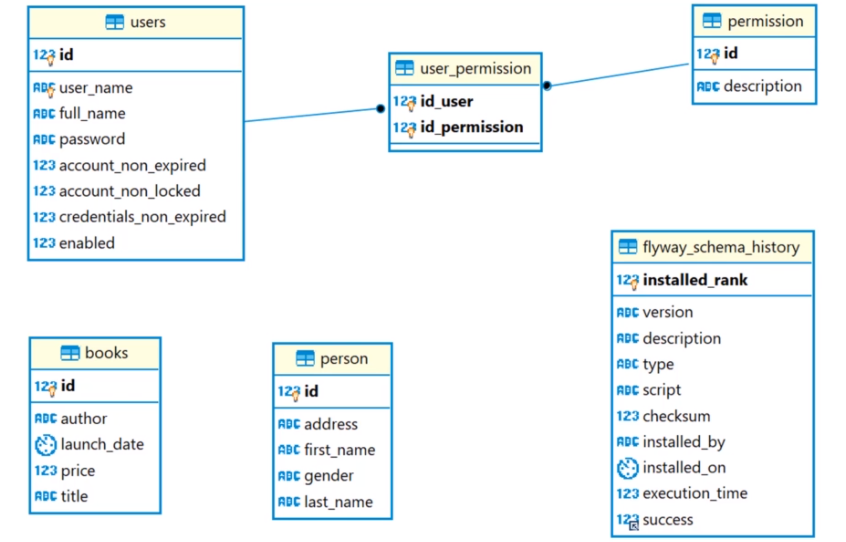 users
123 id
ABC user_name
ABC full_name
ABC password
123 account_non_expired
123 account_non_locked
123 credentials_non_expired
123 enabled
user_permission
123 id_user
123 id_permission
permission
123 id
ABC description
flyway_schema_history
123 installed_rank
ABC version
ABC description
ABC type
ABC script
123 checksum
ABC installed_by
installed_on
123 execution_time
123 success
books
123 id
ABC author
launch_date
123 price
ABC title
person
123 id
ABC address
ABC first_name
ABC gender
ABC last_name